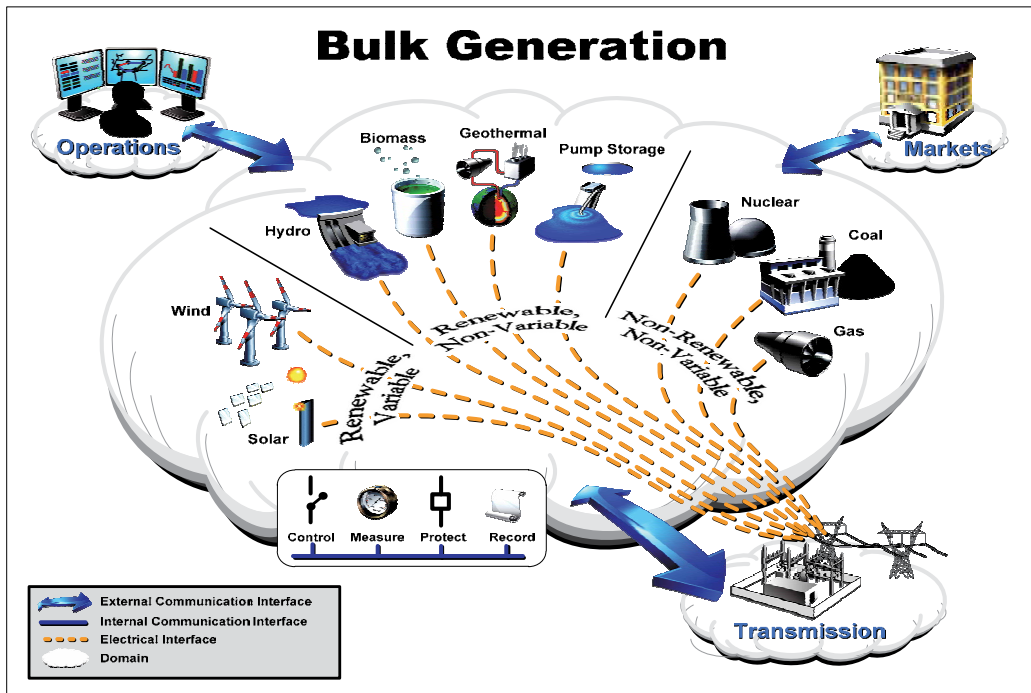 Bulk Generation
Operations
Markets
Biomass
Geothermal
Pump Storage
Hydro
Nuclear
Coal
Gas
Wind
Solar
Renewable,
Variable
Renewable,
Non-Variable
Non-Renewable,
Non-Variable
Control
Measure
Protect
Record
Transmission
External Communication Interface
Internal Communication Interface
Electrical Interface
Domain